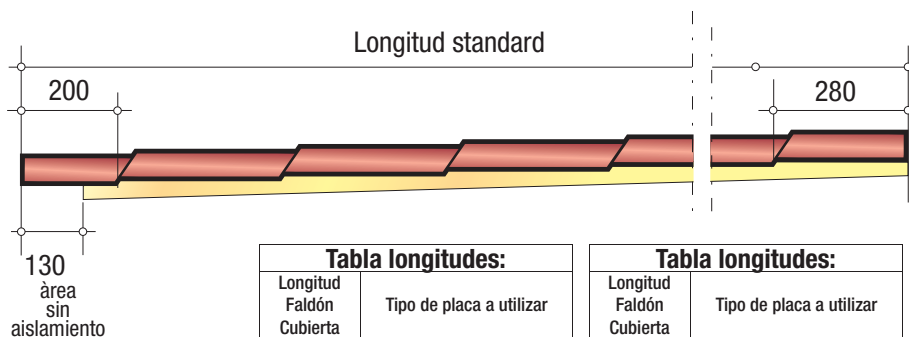 Longitud standard
200
280
130
àrea
sin
aislamiento
Tabla longitudes:
Longitud
Faldón
Cubierta
Tipo de placa a utilizar
Tabla longitudes:
Longitud
Faldón
Cubierta
Tipo de placa a utilizar